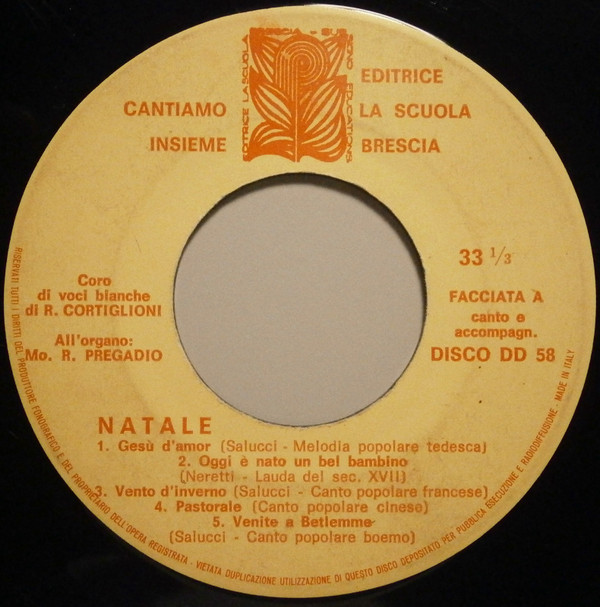 EDITRICE LA SCUOLA
BRESCIA
EDUCATIONS
CANTIAMO
INSIEME
EDITRICE
LA SCUOLA
BRESCIA
33 1/3
FACCIATA A
canto e
accompagn.
DISCO DD 58
Coro
di voci bianche
di R. CORTIGLIONI
All'organo:
Mo. R. PREGADIO
NATALE
1. Gesù d'amor (Salucci - Melodia popolare tedesca)
2. Oggi è nato un bel bambino
(Neretti - Lauda del sec. XVII)
3. Vento d'inverno (Salucci - Canto popolare francese)
4. Pastorale (Canto popolare cinese)
5. Venite a Betlemme
(Salucci - Canto popolare boemo)
RISERVATI TUTTI I DIRITTI DEL PRODUTTORE FONOGRAFICO E DEL PROPRIETARIO DELL'OPERA REGISTRATA - VIETATA DUPLICAZIONE UTILIZZAZIONE DI QUESTO DISCO DEPOSITATO PER PUBBLICA ESECUZIONE E RADIODIFFUSIONE - MADE IN ITALY